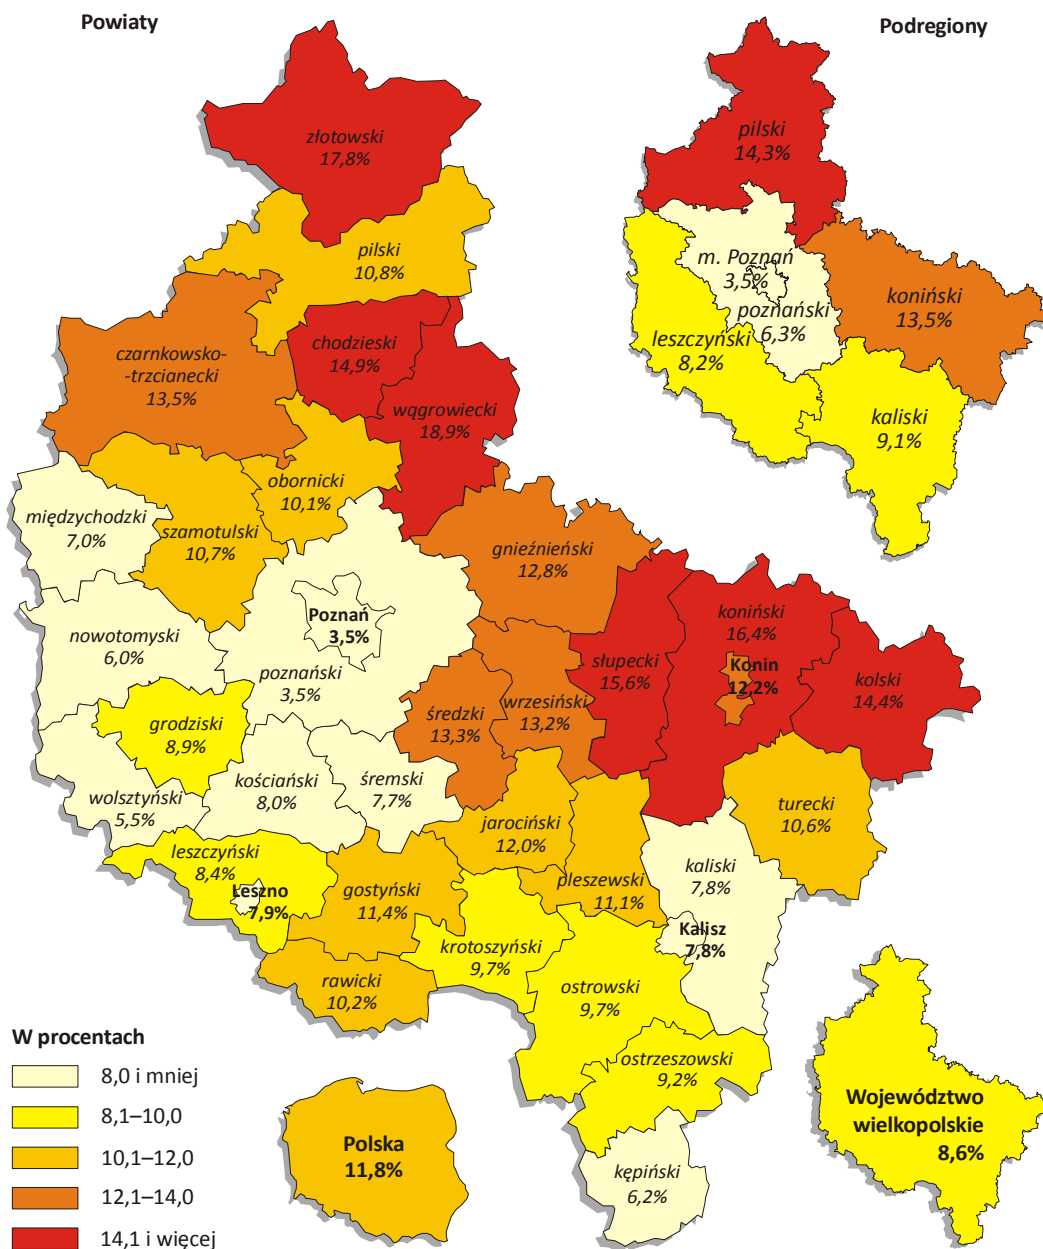 Powiaty
Podregiony
złotowski
17,8%
pilski
10,8%
czarnkowsko-
-trzcianecki
13,5%
chodzieski
14,9%
wągrowiecki
18,9%
obornicki
10,1%
międzychodzki
7,0%
szamotulski
10,7%
gnieźnieński
12,8%
Poznań
3,5%
nowotomyski
6,0%
poznański
3,5%
koniński
16,4%
Konin
12,2%
słupecki
15,6%
kolski
14,4%
wrzesiński
13,2%
średzki
13,3%
grodziski
8,9%
kościański
8,0%
śremski
7,7%
wolsztyński
5,5%
turecki
10,6%
jarociński
12,0%
leszczyński
8,4%
Leszno
7,9%
gostyński
11,4%
pleszewski
11,1%
kaliski
7,8%
Kalisz
7,8%
krotoszyński
9,7%
rawicki
10,2%
ostrowski
9,7%
ostrzeszowski
9,2%
kępiński
6,2%
pilski
14,3%
m. Poznań
3,5%
poznański
6,3%
koniński
13,5%
leszczyński
8,2%
kaliski
9,1%
W procentach
8,0 i mniej
8,1–10,0
10,1–12,0
12,1–14,0
14,1 i więcej
Polska
11,8%
Województwo
wielkopolskie
8,6%